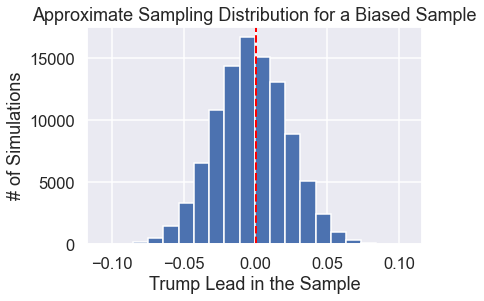 Approximate Sampling Distribution for a Biased Sample
15000
10000
5000
0
# of Simulations
−0.10 −0.05 0.00 0.05 0.10
Trump Lead in the Sample